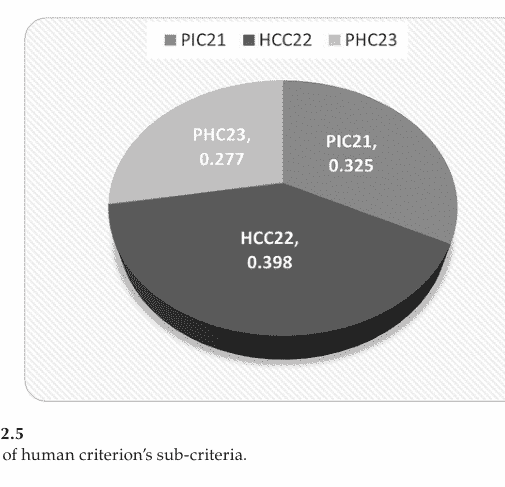 PIC21 HCC22 PHC23
PHC23,
0.277
PIC21,
0.325
HCC22,
0.398
2.5
of human criterion's sub-criteria.